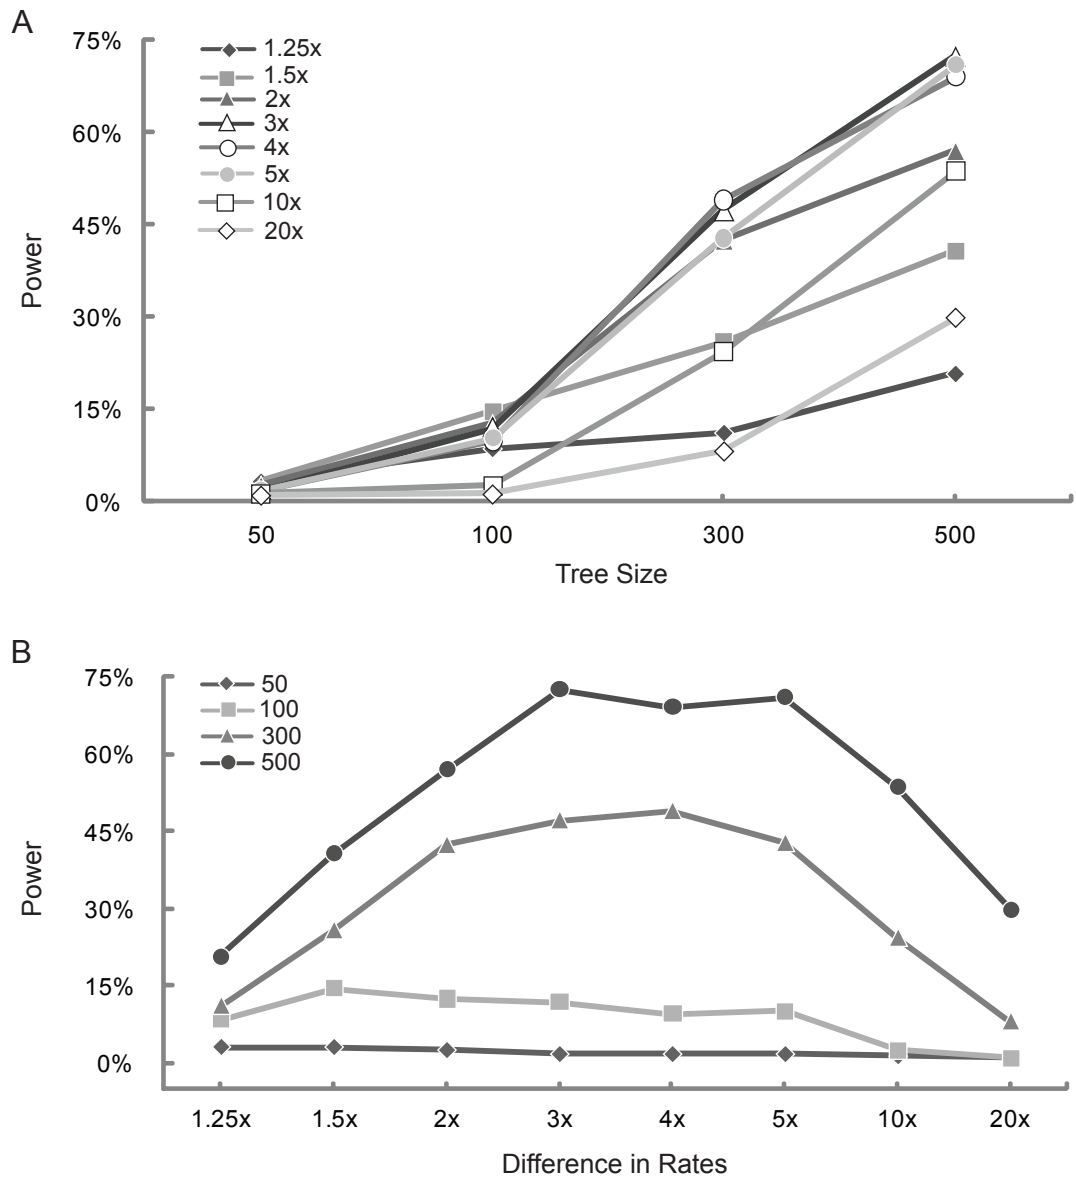 A
75%
60%
45%
30%
15%
0%
Power
1.25x
1.5x
2x
3x
4x
5x
10x
20x
50 100 300 500
Tree Size
B
75%
60%
45%
30%
15%
0%
Power
50
100
300
500
1.25x 1.5x 2x 3x 4x 5x 10x 20x
Difference in Rates